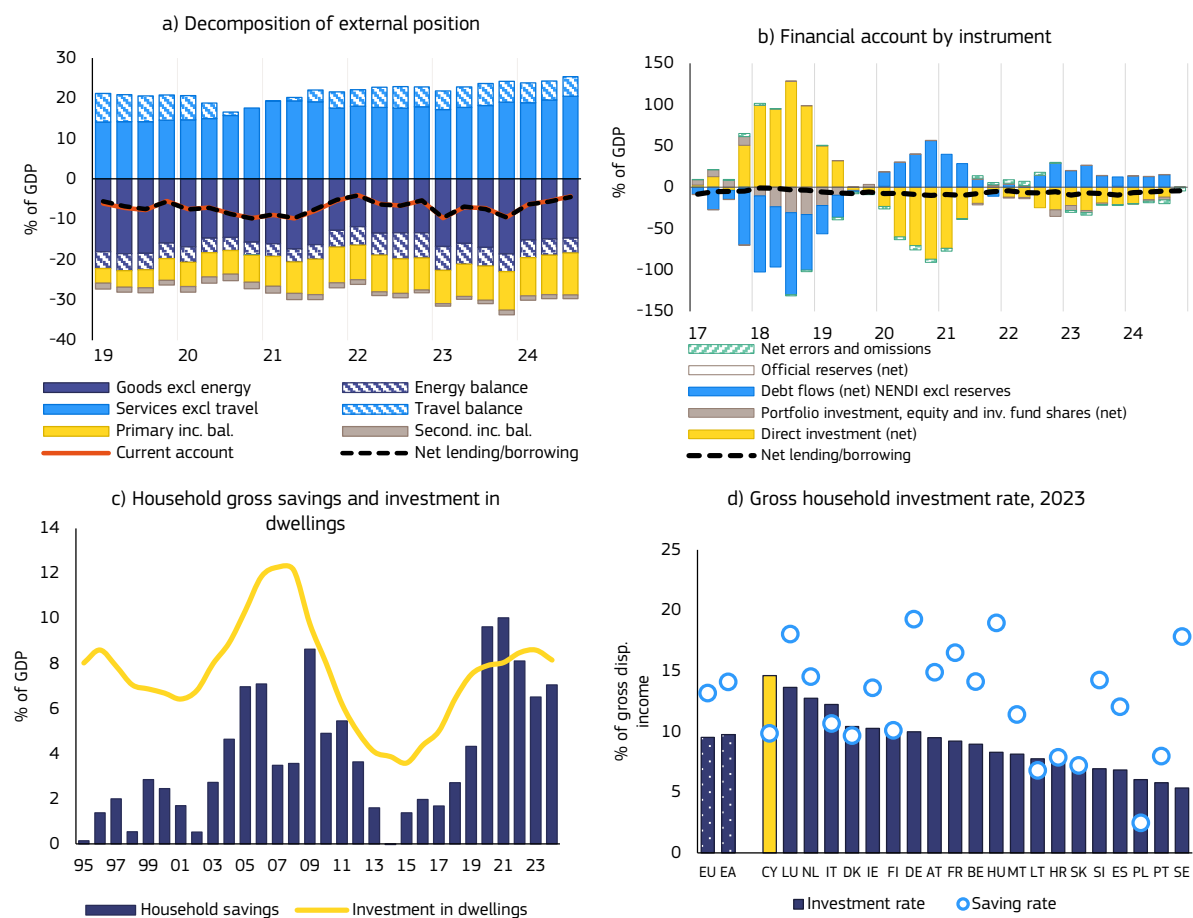 a) Decomposition of external position
% of GDP
30
20
10
0
-10
-20
-30
-40
19
20
21
22
23
24
Goods excl energy
Energy balance
Services excl travel
Travel balance
Primary inc. bal.
Second. inc. bal.
Current account
Net lending/borrowing
b) Financial account by instrument
% of GDP
150
100
50
0
-50
-100
-150
17
18
19
20
21
22
23
24
Net errors and omissions
Official reserves (net)
Debt flows (net) NENDI excl reserves
Portfolio investment, equity and inv. fund shares (net)
Direct investment (net)
Net lending/borrowing
c) Household gross savings and investment in
dwellings
% of GDP
14
12
10
8
6
4
2
0
95
97
99
01
03
05
07
09
11
13
15
17
19
21
23
Household savings
Investment in dwellings
d) Gross household investment rate, 2023
% of gross disp.
income
25
20
15
10
5
0
EU
EA
CY
LU
NL
IT
DK
IE
FI
DE
AT
FR
BE
HU
MT
LT
HR
SK
SI
ES
PL
PT
SE
Investment rate
Saving rate